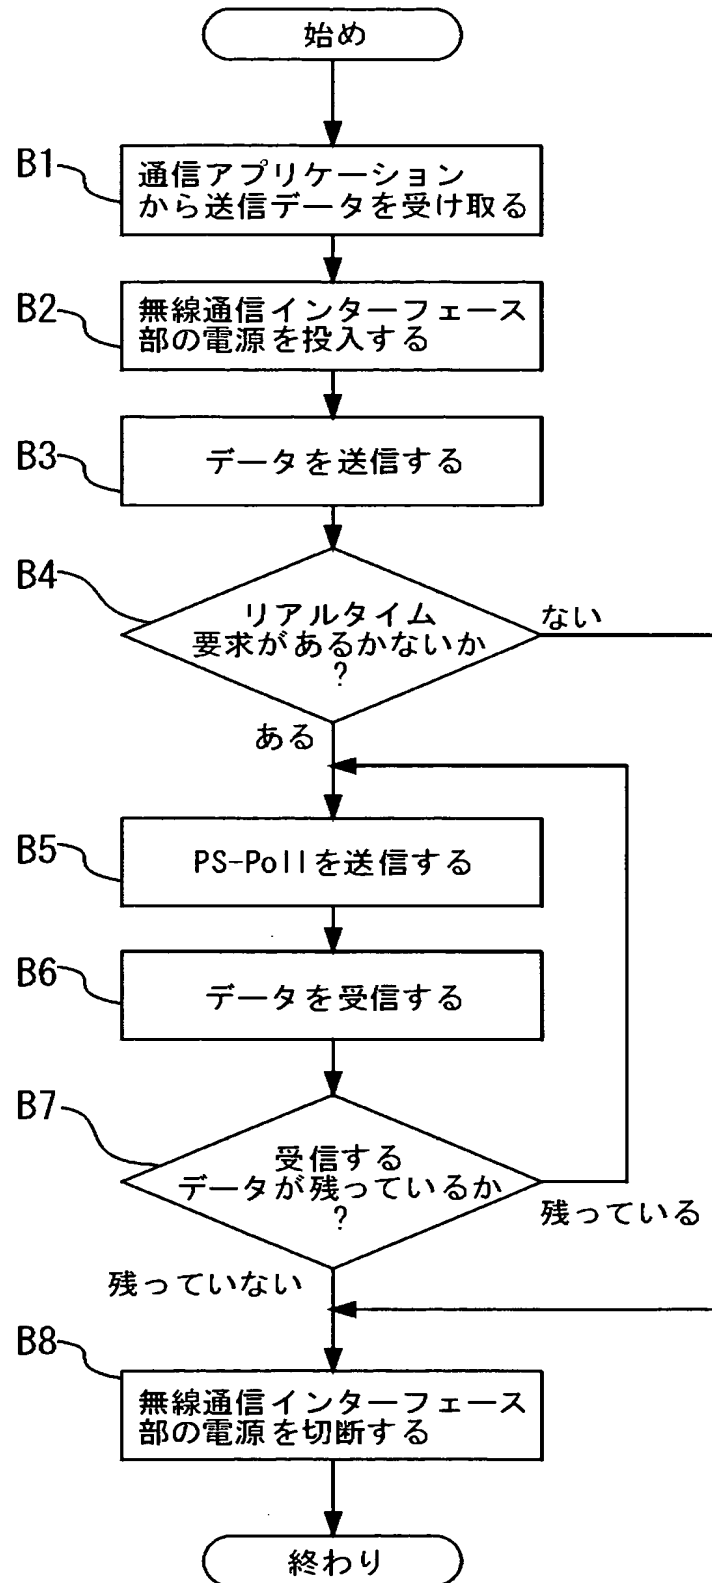 始め
B1
通信アプリケーション
から送信データを受け取る
B2
無線通信インターフェース
部の電源を投入する
B3
データを送信する
B4
リアルタイム
要求があるかないか
?
ない
ある
B5
PS-Pollを送信する
B6
データを受信する
B7
受信する
データが残っているか
?
残っている
残っていない
B8
無線通信インターフェース
部の電源を切断する
終わり